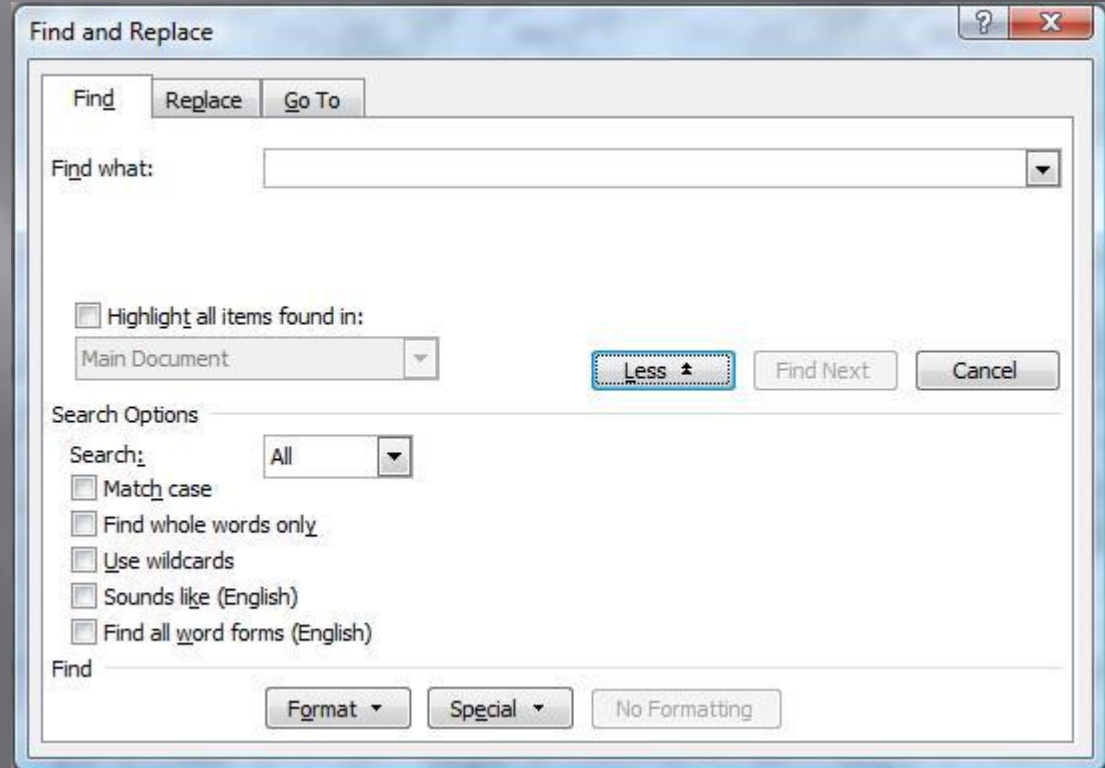 Find and Replace
Find Replace Go To
Find what:
Highlight all items found in:
Main Document
Less Find Next Cancel
Search Options
Search: All
Match case
Find whole words only
Use wildcards
Sounds like (English)
Find all word forms (English)
Find
Format Special No Formatting